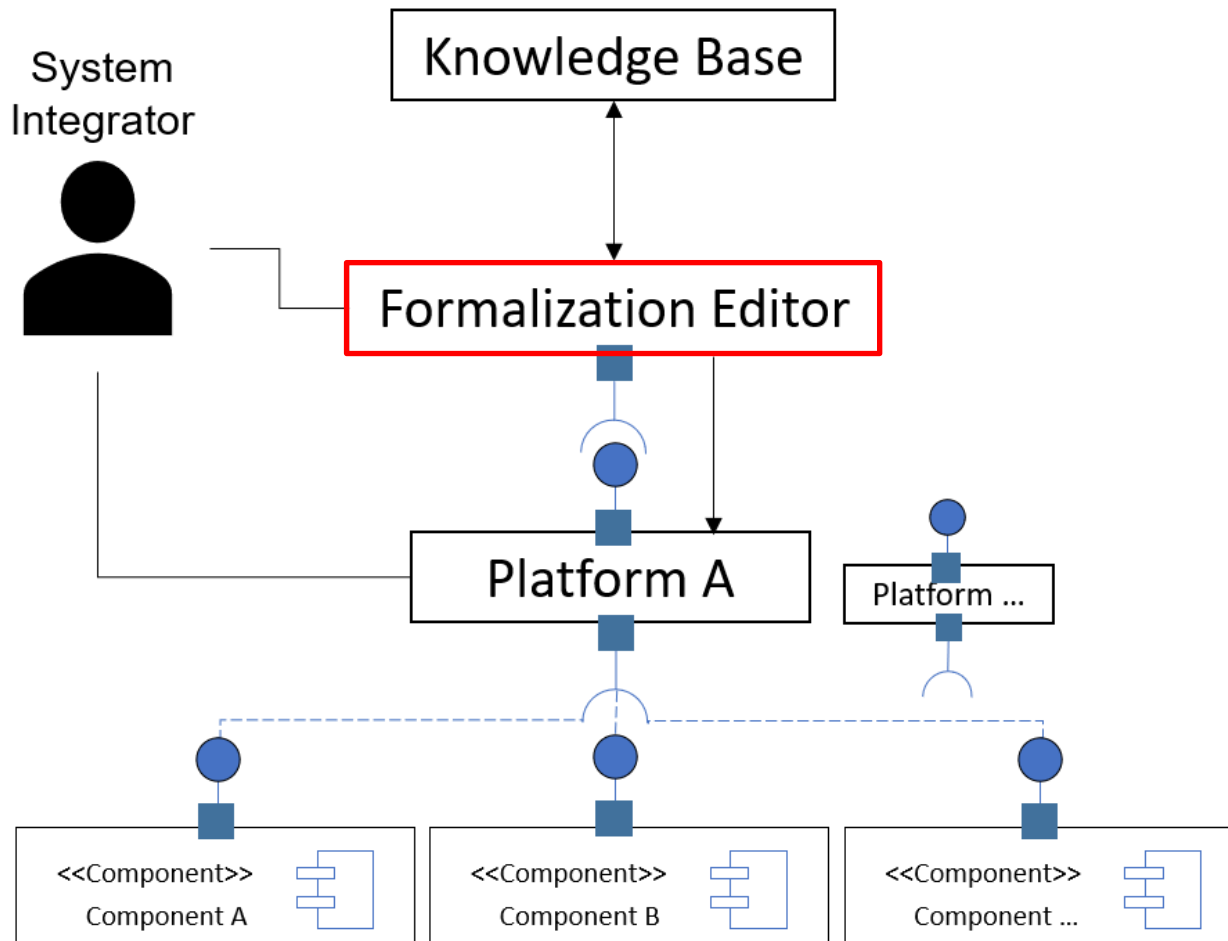 Knowledge Base
System
Integrator
Formalization Editor
Platform A
Platform ...
<<Component>>
Component A
<<Component>>
Component B
<<Component>>
Component ...